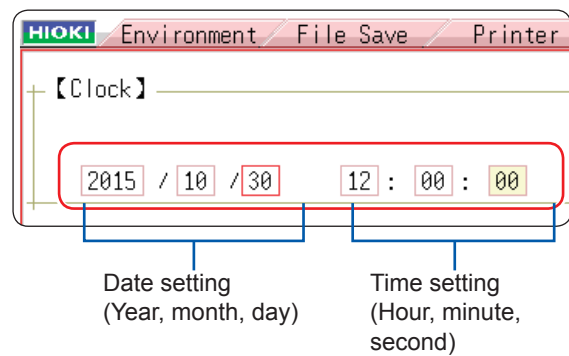 HIOKI Environment File Save Printer
【Clock】
2015 / 10 / 30 12 : 00 : 00
Date setting
(Year, month, day)
Time setting
(Hour, minute,
second)